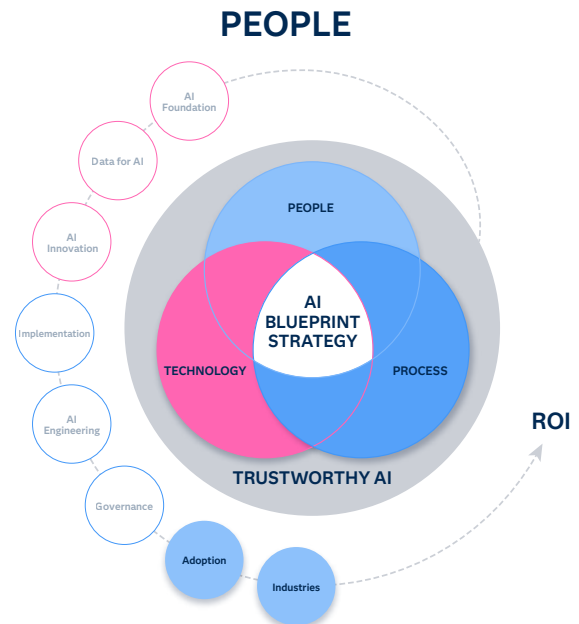 PEOPLE
AI
Foundation
Data for AI
AI
Innovation
Implementation
AI
Engineering
Governance
Adoption
Industries
PEOPLE
AI
BLUEPRINT
STRATEGY
TECHNOLOGY
PROCESS
TRUSTWORTHY AI
ROI